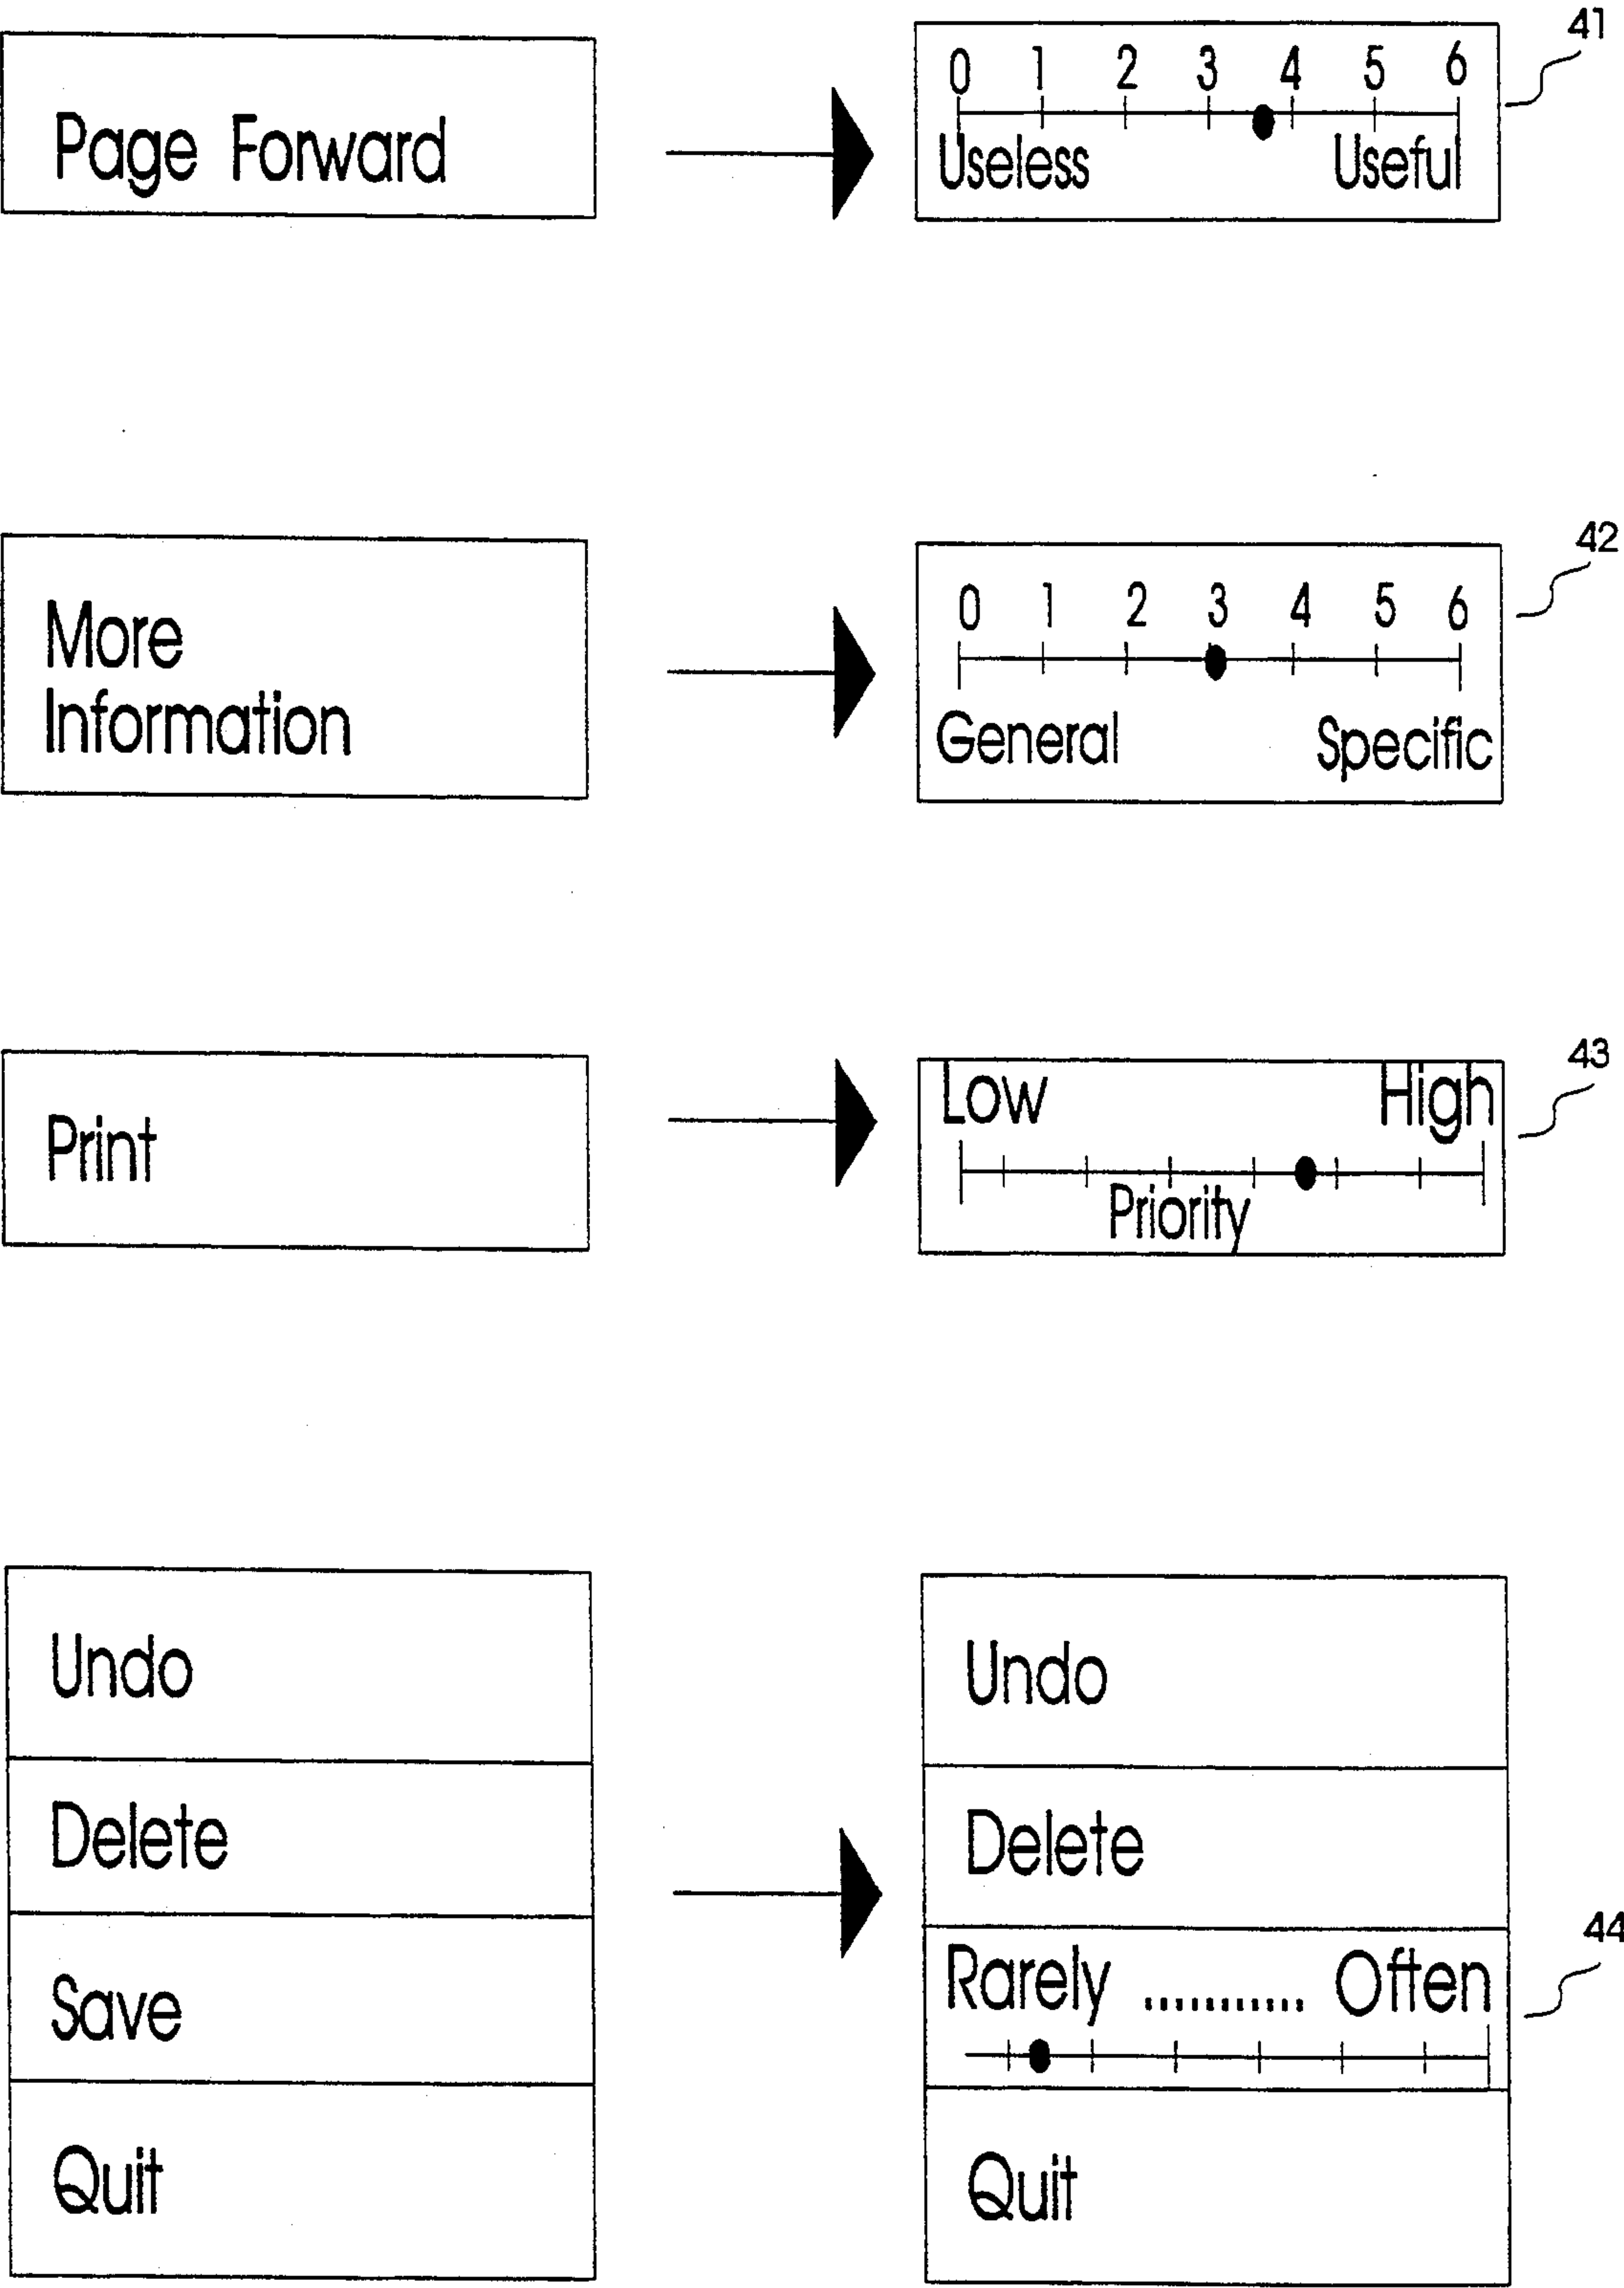 41
Page Forward
0 1 2 3 4 5 6
Useless Useful
42
More
Information
0 1 2 3 4 5 6
General Specific
43
Print
Low High
Priority
Undo
Delete
Save
Quit
Undo
Delete
44
Rarely ........... Often
Quit